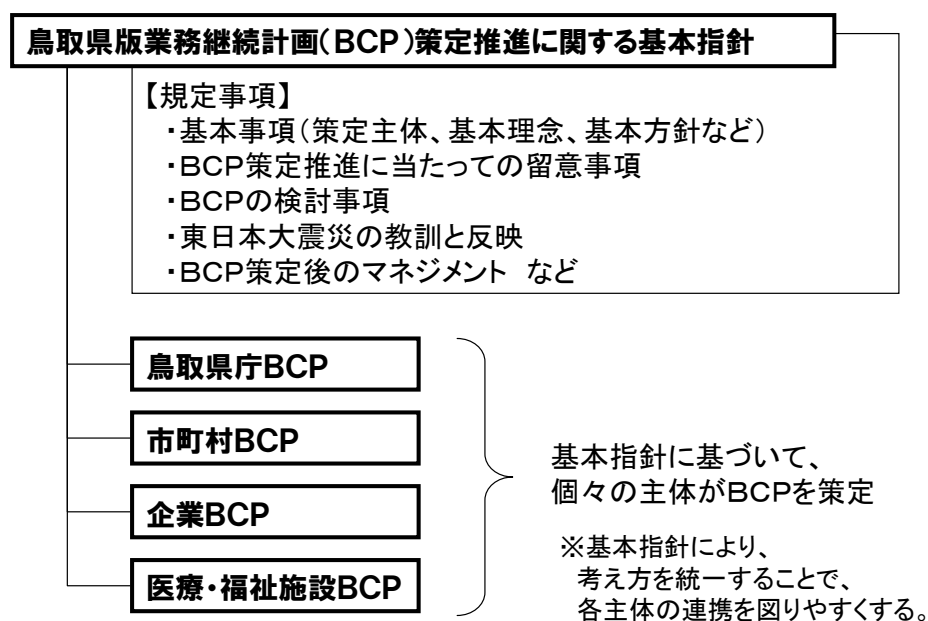 鳥取県版業務継続計画(BCP)策定推進に関する基本指針
【規定事項】
・基本事項(策定主体、基本理念、基本方針など)
・BCP策定推進に当たっての留意事項
・BCPの検討事項
・東日本大震災の教訓と反映
・BCP策定後のマネジメント など
鳥取県庁BCP
市町村BCP
企業BCP
医療・福祉施設BCP
基本指針に基づいて、
個々の主体がBCPを策定
※基本指針により、
考え方を統一することで、
各主体の連携を図りやすくする。